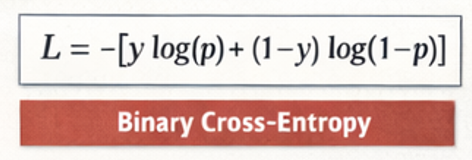 L = -[y log(p)+ (1-y) log(1-p)]
Binary Cross-Entropy